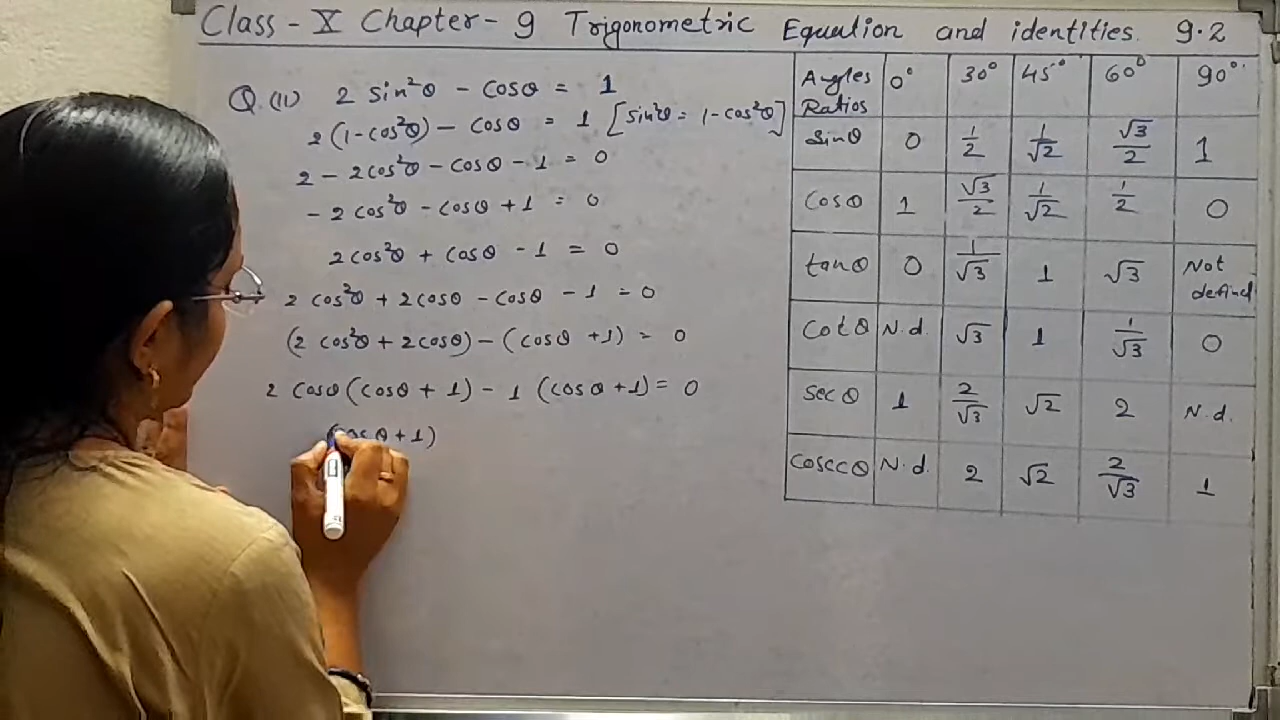 Class - X Chapter - 9 Trigonometric Equation and identities. 9.2
Q. (11) 2 sin²θ - cosθ = 1
2(1-cos²θ) - cosθ = 1 [sin²θ = 1-cos²θ]
2 - 2cos²θ - cosθ - 1 = 0
- 2 cos²θ - cosθ + 1 = 0
2cos²θ + cosθ - 1 = 0
2 cos²θ + 2cosθ - cosθ - 1 = 0
(2 cos²θ + 2cosθ) - (cosθ + 1) = 0
2 cosθ (cosθ + 1) - 1 (cosθ + 1) = 0
(cosθ + 1)
Angles 0° 30° 45° 60° 90°
Ratios
sinθ 0 1/2 1/√2 √3/2 1
Cosθ 1 √3/2 1/√2 1/2 0
tanθ 0 1/√3 1 √3 Not defined
Cotθ N.d. √3 1 1/√3 0
Secθ 1 2/√3 √2 2 N.d.
Cosecθ N.d. 2 √2 2/√3 1